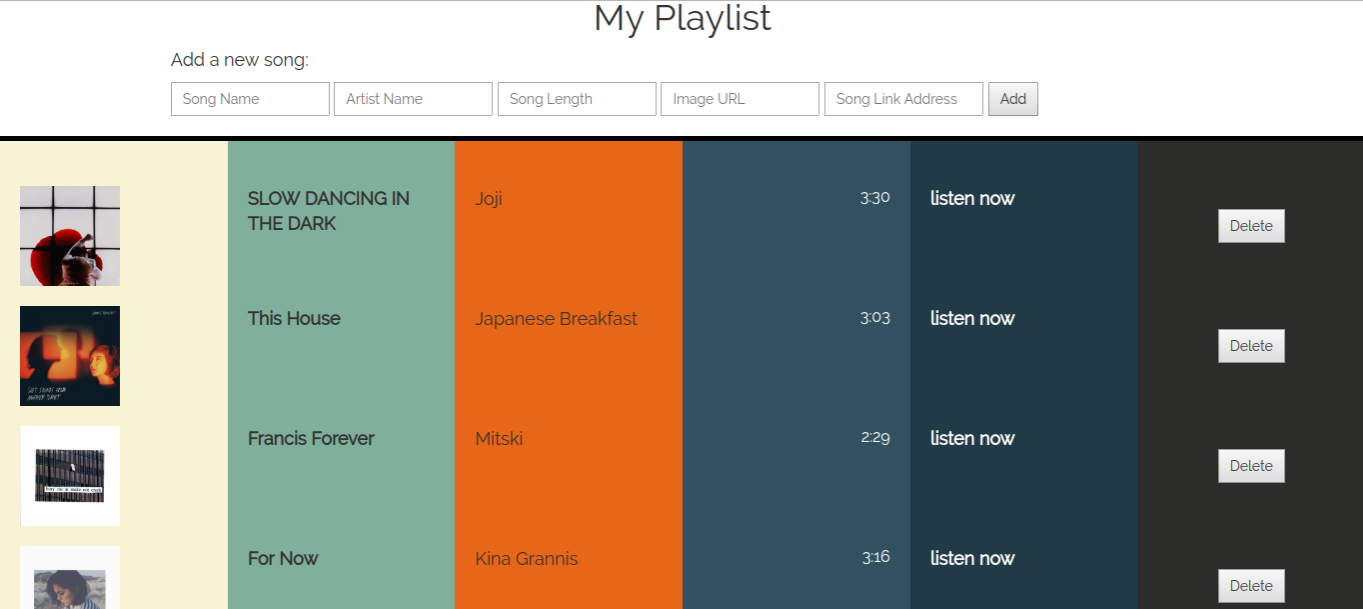 My Playlist
Add a new song:
Song Name Artist Name Song Length Image URL Song Link Address Add
SLOW DANCING IN
THE DARK
Joji
3:30
listen now
Delete
This House
Japanese Breakfast
3:03
listen now
Delete
Francis Forever
Mitski
2:29
listen now
Delete
For Now
Kina Grannis
3:16
listen now
Delete